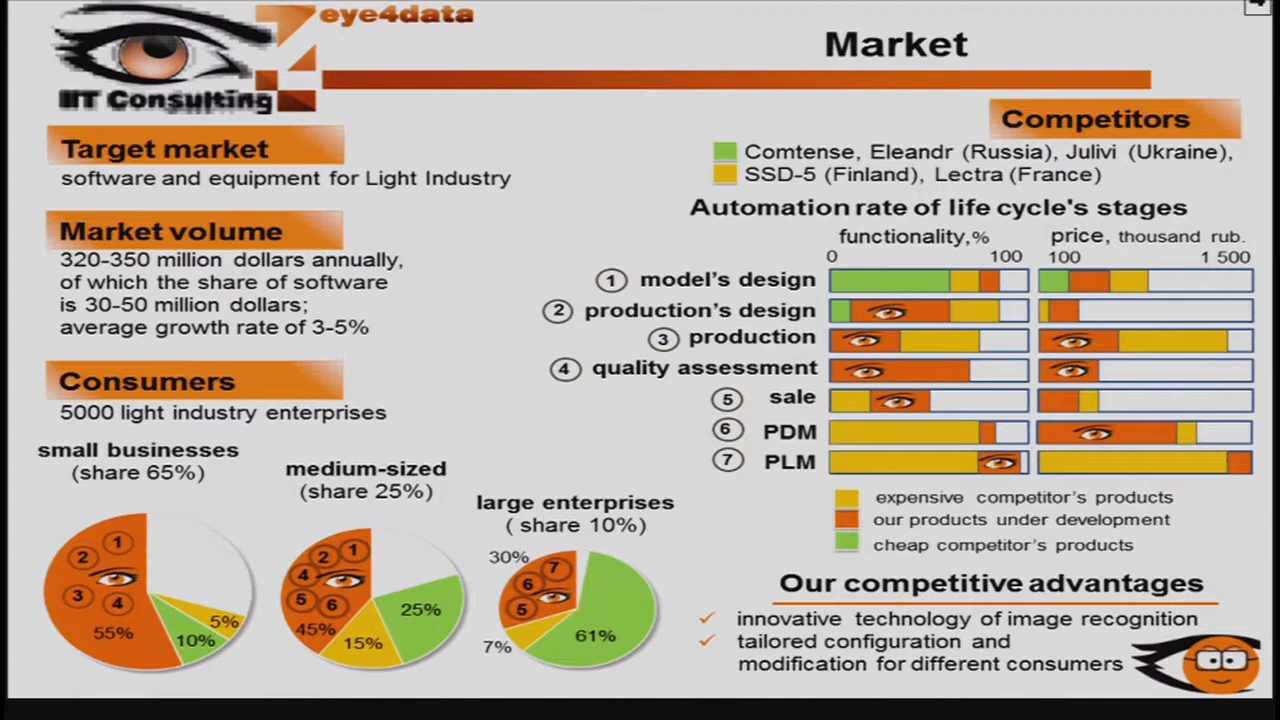 eye4data
IIT Consulting
Market
Target market
software and equipment for Light Industry
Market volume
320-350 million dollars annually,
of which the share of software
is 30-50 million dollars;
average growth rate of 3-5%
Consumers
5000 light industry enterprises
small businesses
(share 65%)
1
2
3
4
55%
10%
5%
medium-sized
(share 25%)
1
2
4
5
6
45%
15%
25%
large enterprises
( share 10%)
30%
7
6
5
7%
61%
Competitors
Comtense, Eleandr (Russia), Julivi (Ukraine),
SSD-5 (Finland), Lectra (France)
Automation rate of life cycle's stages
functionality,% price, thousand rub.
0 100 100 1 500
1 model's design
2 production's design
3 production
4 quality assessment
5 sale
6 PDM
7 PLM
expensive competitor's products
our products under development
cheap competitor's products
Our competitive advantages
✓ innovative technology of image recognition
✓ tailored configuration and
modification for different consumers